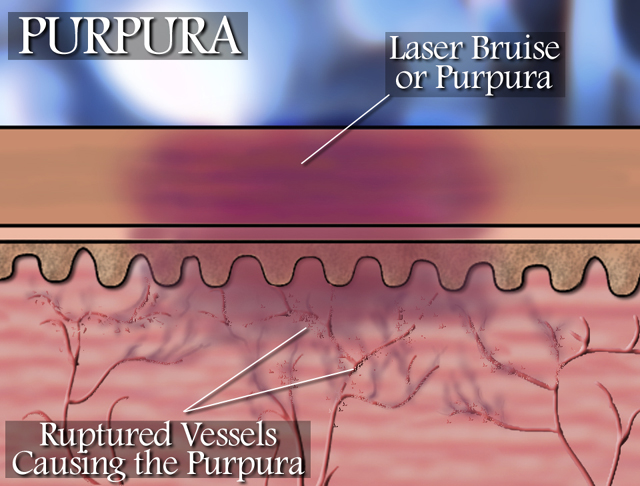 PURPURA
Laser Bruise
or Purpura
Ruptured Vessels
Causing the Purpura